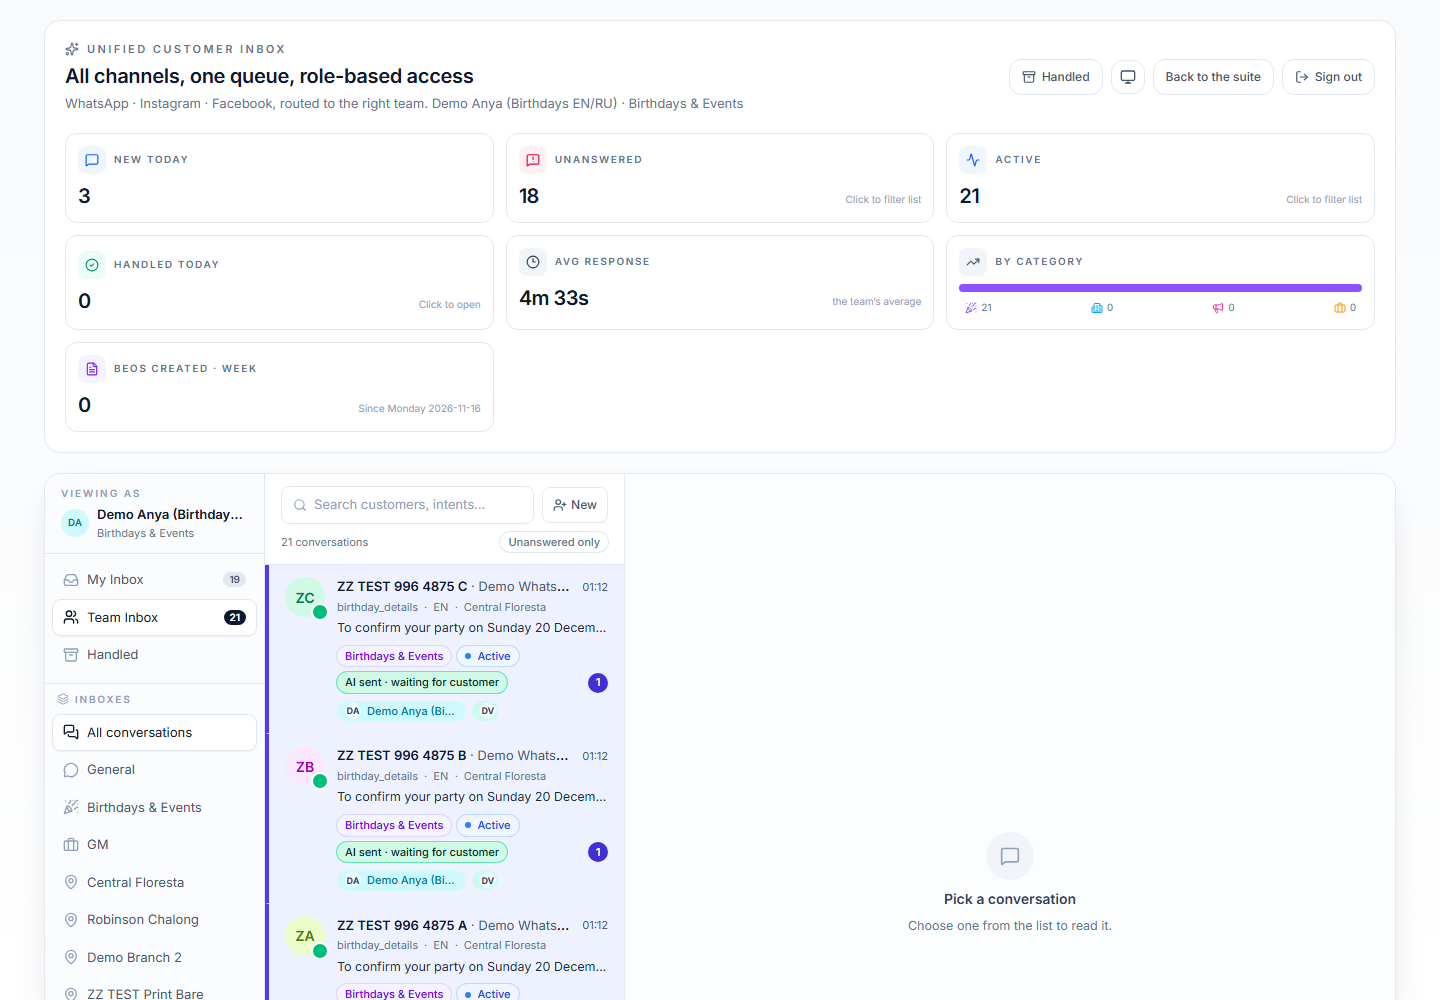 UNIFIED CUSTOMER INBOX
All channels, one queue, role-based access
WhatsApp · Instagram · Facebook, routed to the right team. Demo Anya (Birthdays EN/RU) · Birthdays & Events
Handled
Back to the suite
Sign out
NEW TODAY
3
UNANSWERED
18
Click to filter list
ACTIVE
21
Click to filter list
HANDLED TODAY
0
Click to open
AVG RESPONSE
4m 33s
the team's average
BY CATEGORY
21
0
0
0
BEOS CREATED · WEEK
0
Since Monday 2026-11-16
VIEWING AS
DA
Demo Anya (Birthday...
Birthdays & Events
My Inbox
19
Team Inbox
21
Handled
INBOXES
All conversations
General
Birthdays & Events
GM
Central Floresta
Robinson Chalong
Demo Branch 2
ZZ TEST Print Bare
Search customers, intents...
New
21 conversations
Unanswered only
ZC
ZZ TEST 996 4875 C · Demo Whats...
01:12
birthday_details · EN · Central Floresta
To confirm your party on Sunday 20 Decem...
Birthdays & Events
Active
AI sent · waiting for customer
1
DA
Demo Anya (Bi...
DV
ZB
ZZ TEST 996 4875 B · Demo Whats...
01:12
birthday_details · EN · Central Floresta
To confirm your party on Sunday 20 Decem...
Birthdays & Events
Active
AI sent · waiting for customer
1
DA
Demo Anya (Bi...
DV
ZA
ZZ TEST 996 4875 A · Demo Whats...
01:12
birthday_details · EN · Central Floresta
To confirm your party on Sunday 20 Decem...
Birthdays & Events
Active
Pick a conversation
Choose one from the list to read it.